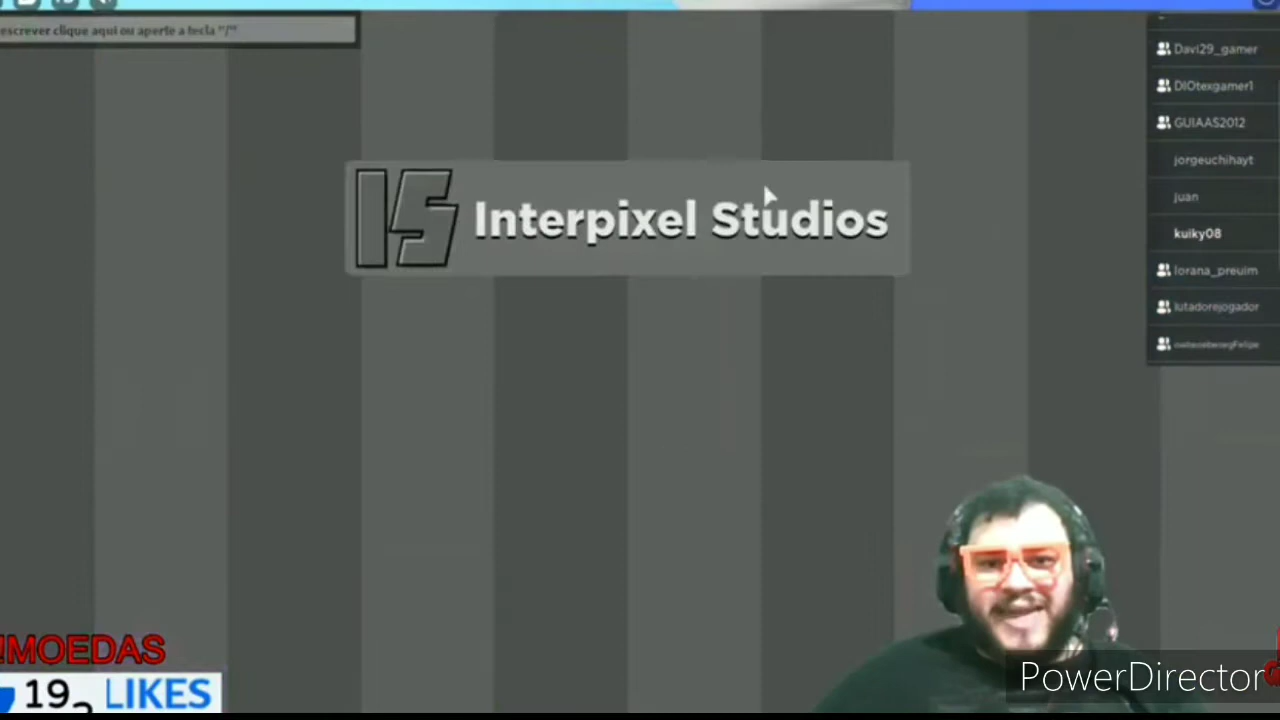 escrever clique aqui ou aperte a tecla "/"
Davi29_gamer
DIOtexgamer1
GUIAAS2012
jorgeuchihayt
juan
kuiky08
lorana_preuim
lutadorejogador
IS Interpixel Studios
!MOEDAS
19
LIKES
PowerDirector